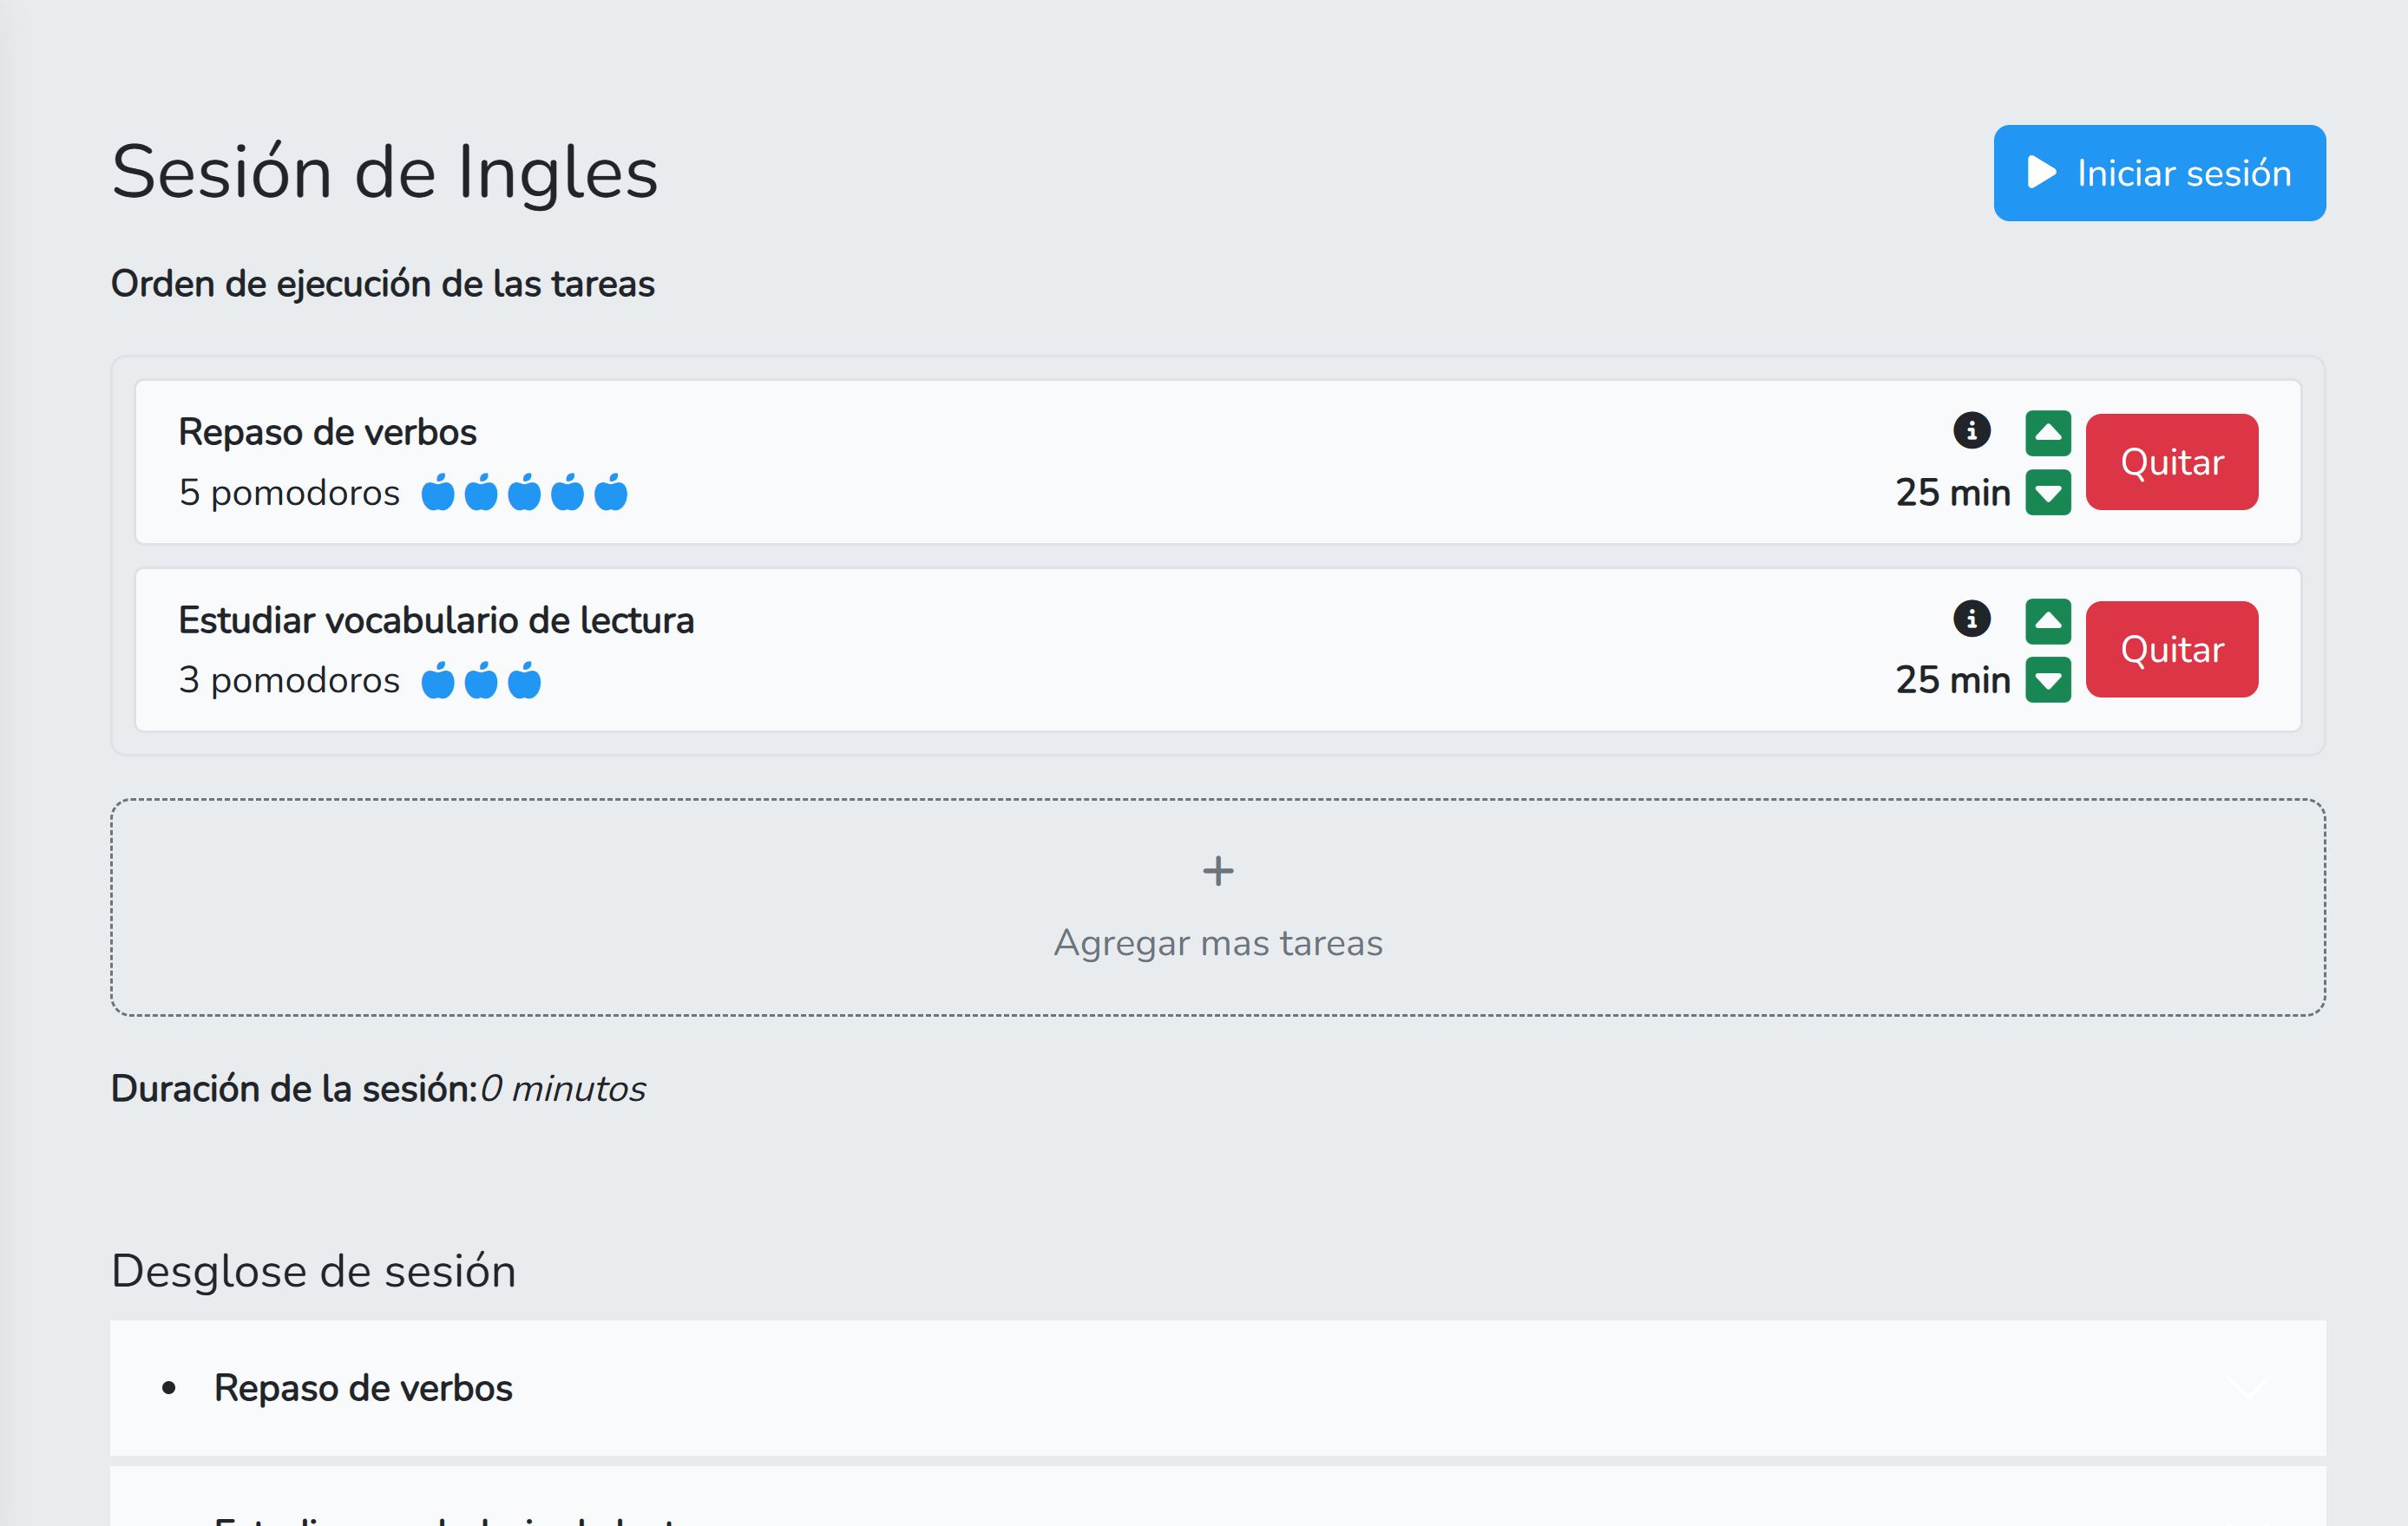 Sesión de Ingles
Iniciar sesión
Orden de ejecución de las tareas
Repaso de verbos
5 pomodoros
25 min
Quitar
Estudiar vocabulario de lectura
3 pomodoros
25 min
Quitar
Agregar mas tareas
Duración de la sesión:0 minutos
Desglose de sesión
Repaso de verbos